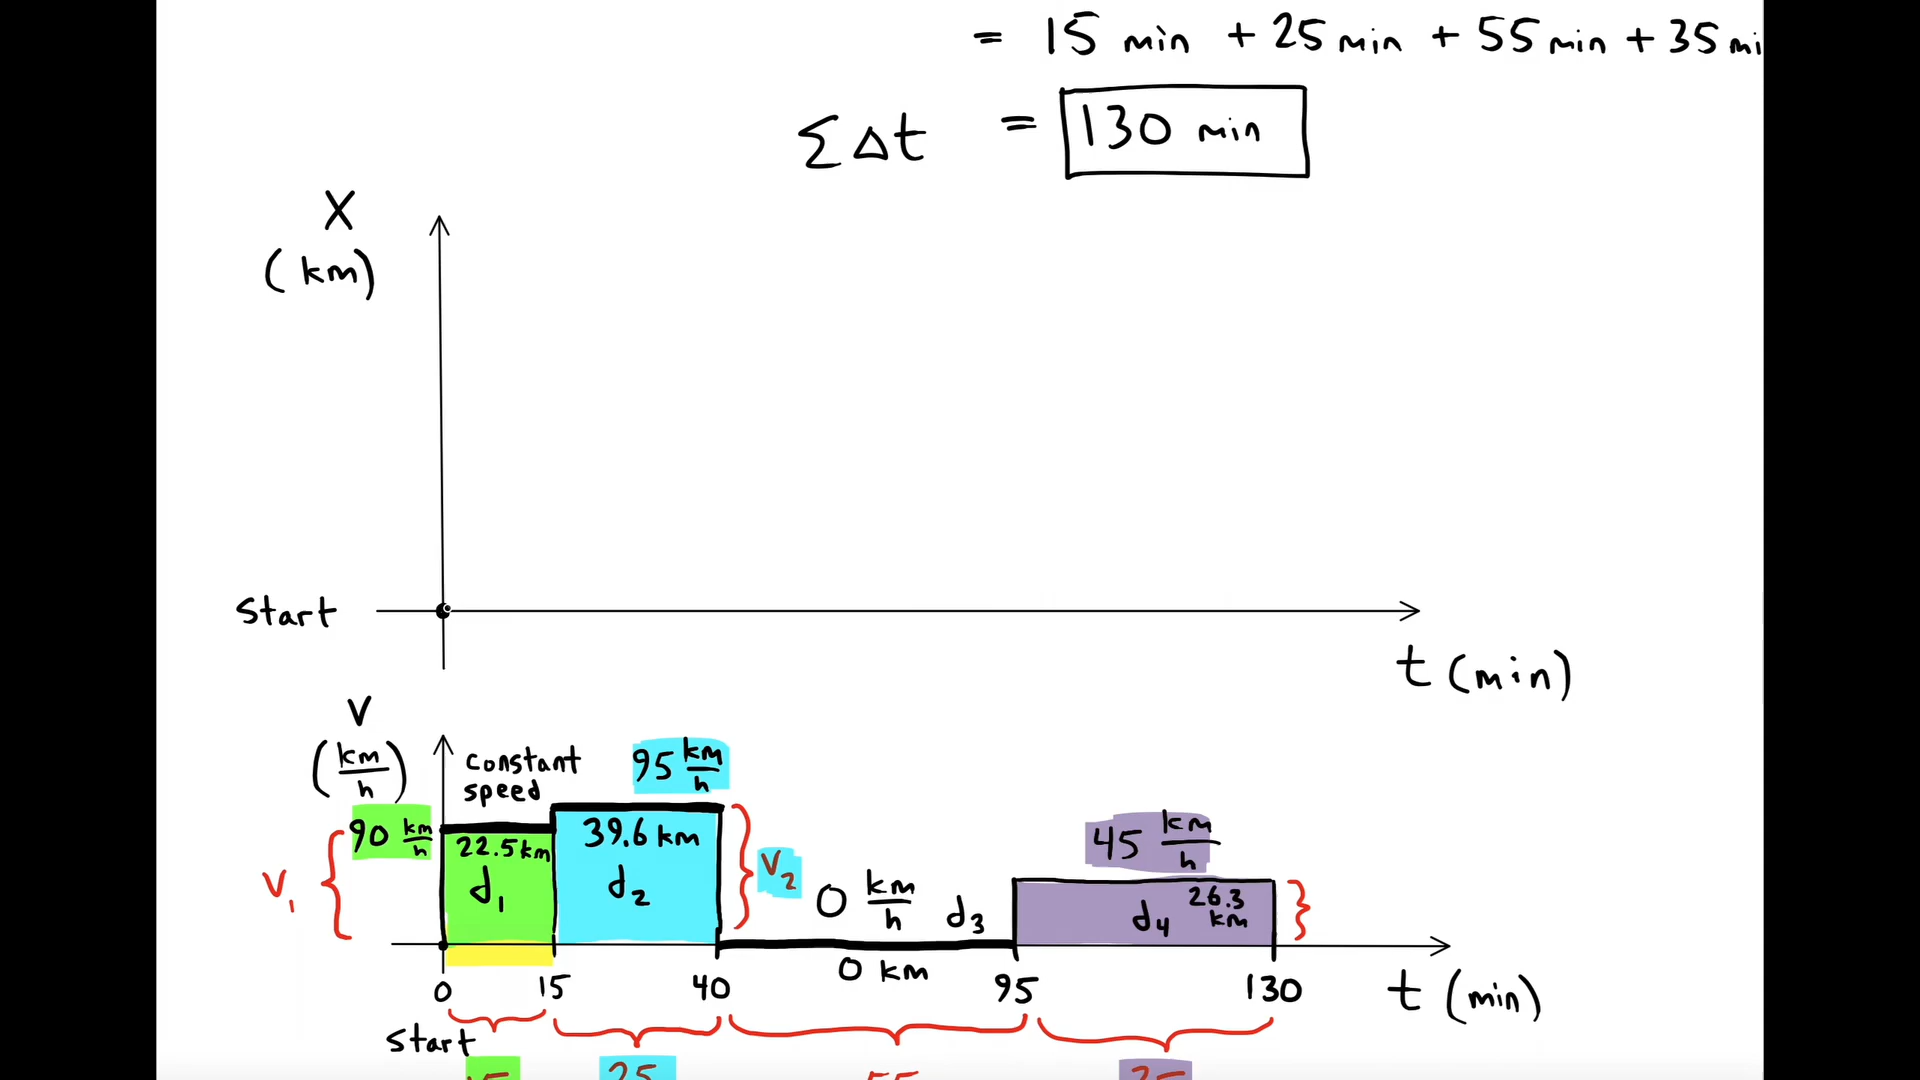 = 15 min + 25 min + 55 min + 35 mi
Σ Δt = 130 min
X
(km)
start
t (min)
V
(km/h)
constant
speed
95 km/h
90 km/h
22.5 km
39.6 km
45 km/h
V₁
d₁
d₂
V₂
0 km/h
d₃
d₄
26.3
km
0 km
0
15
40
95
130
t (min)
start